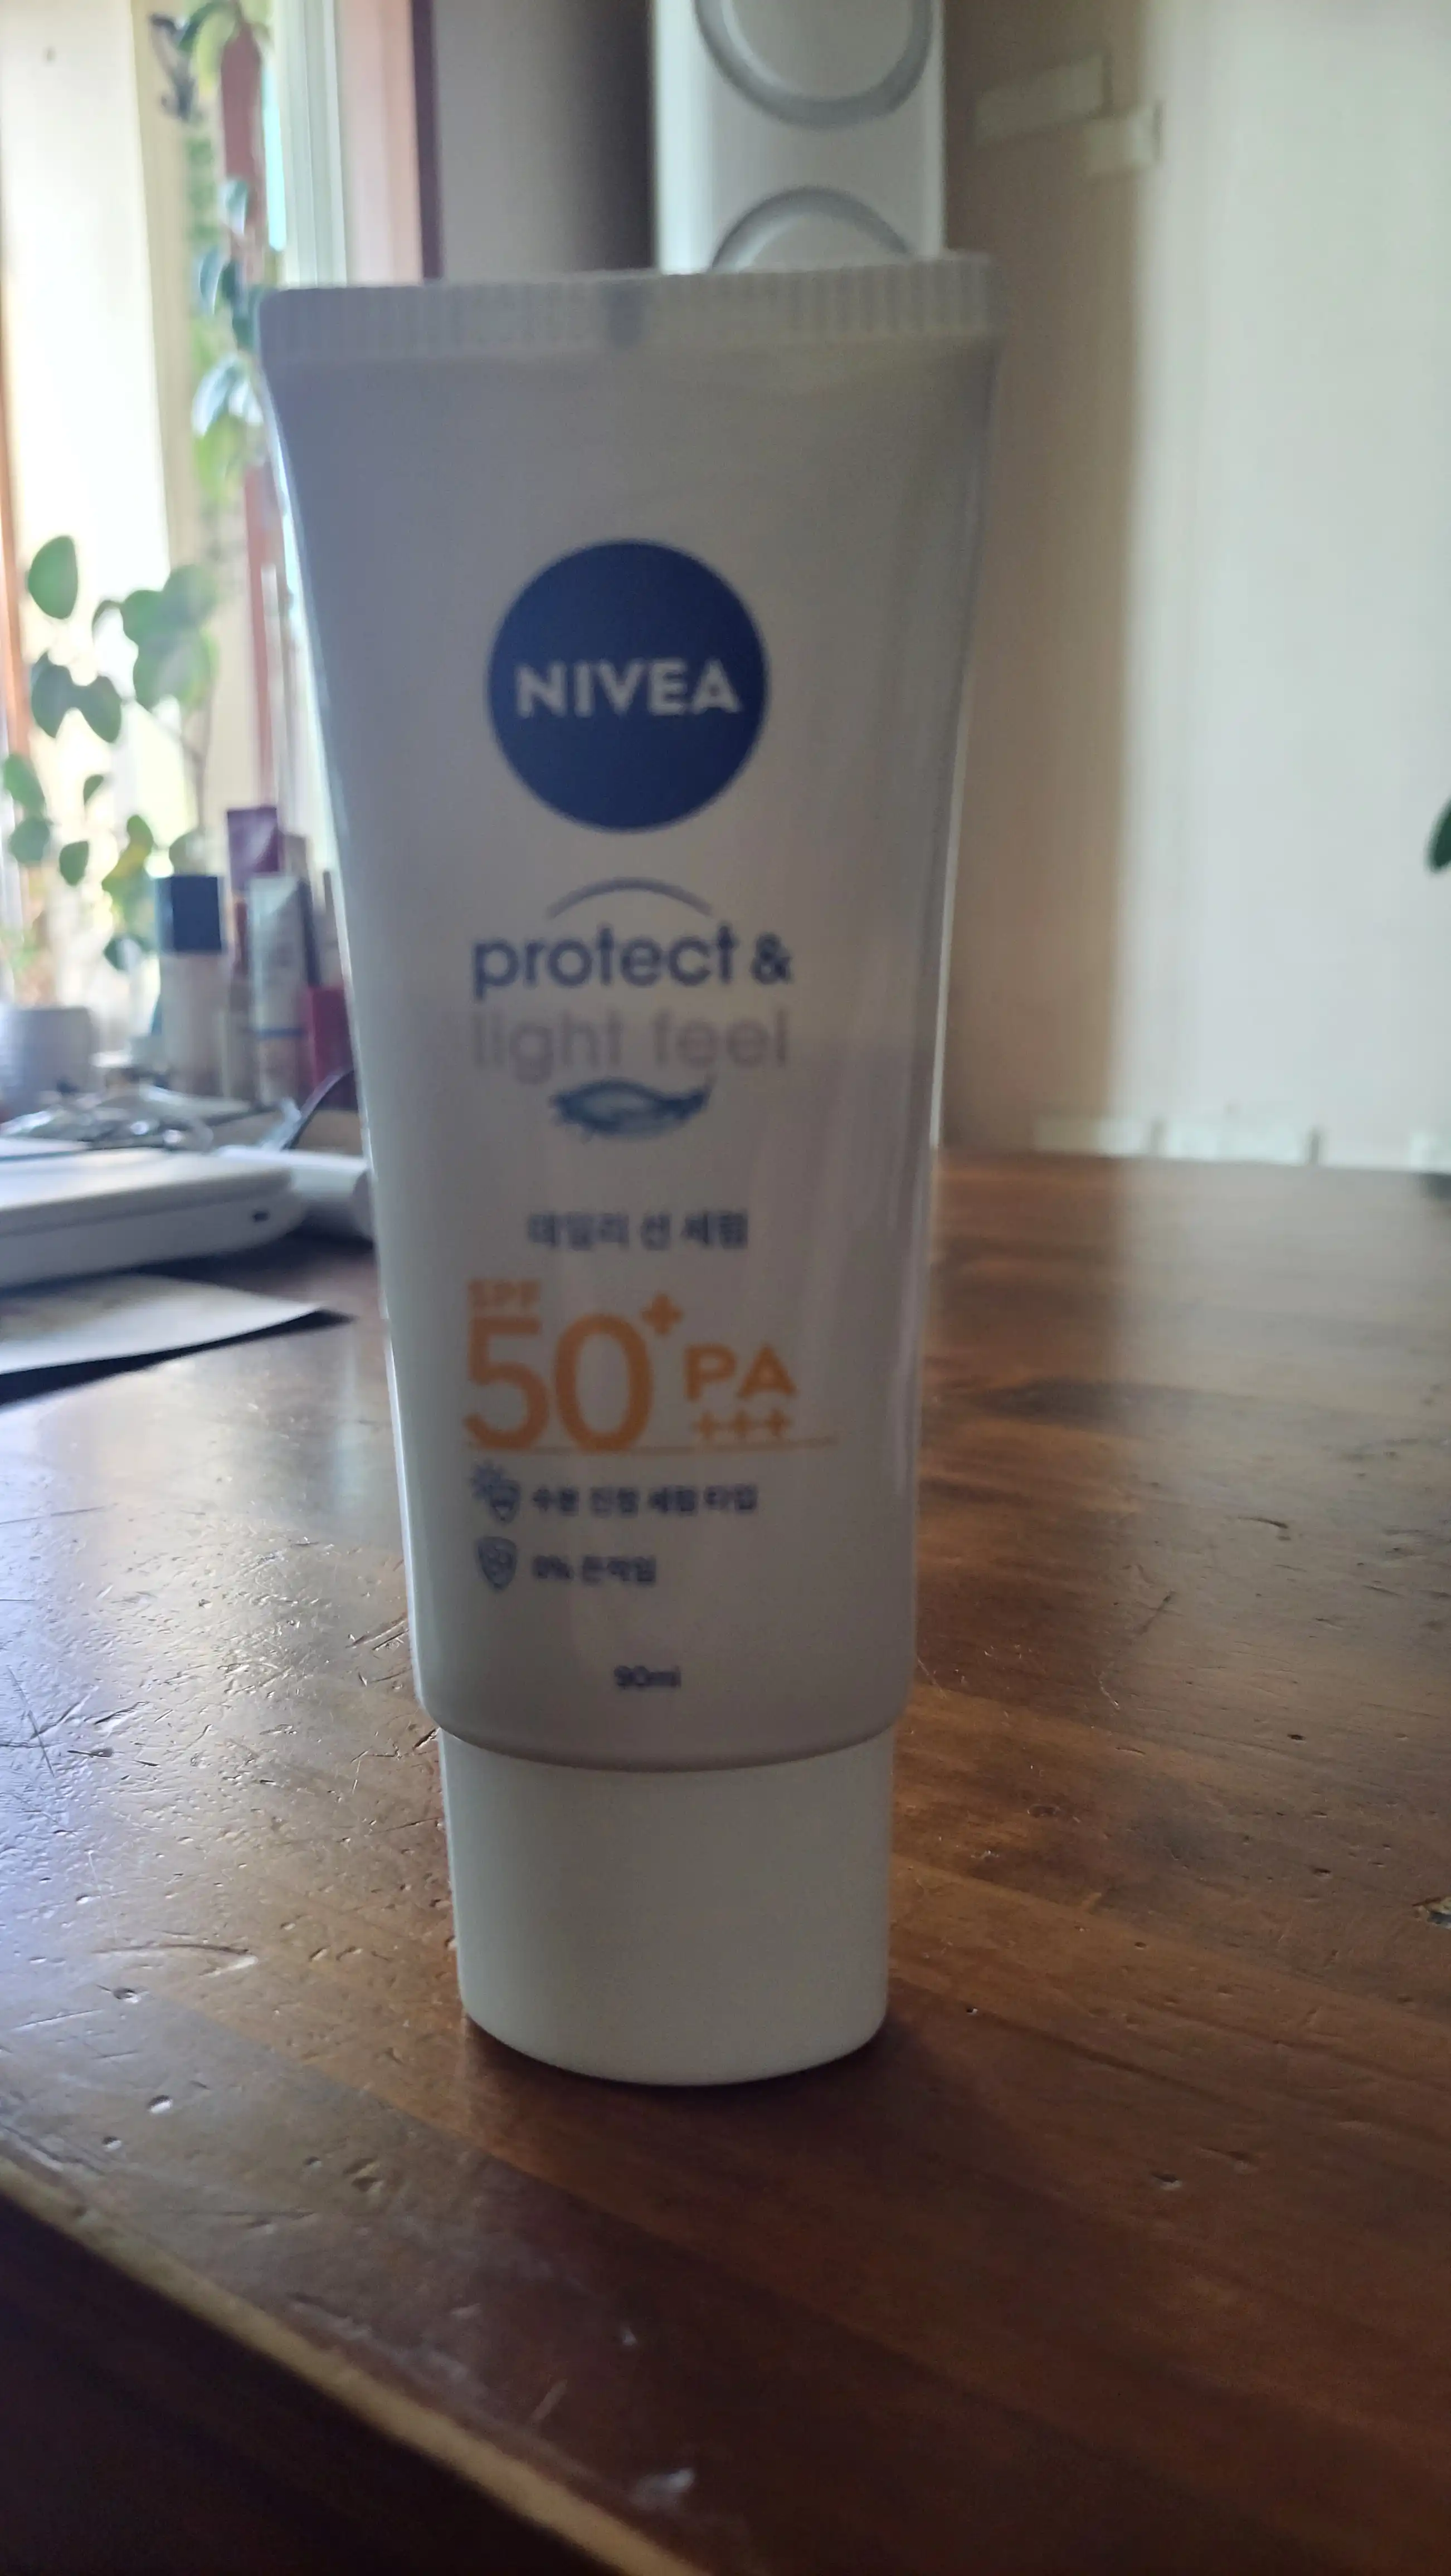 NIVEA
protect &
light feel
데일리 선 세럼
SPF
50+ PA
+++
수분 진정 세럼 타입
0% 끈적임
90ml